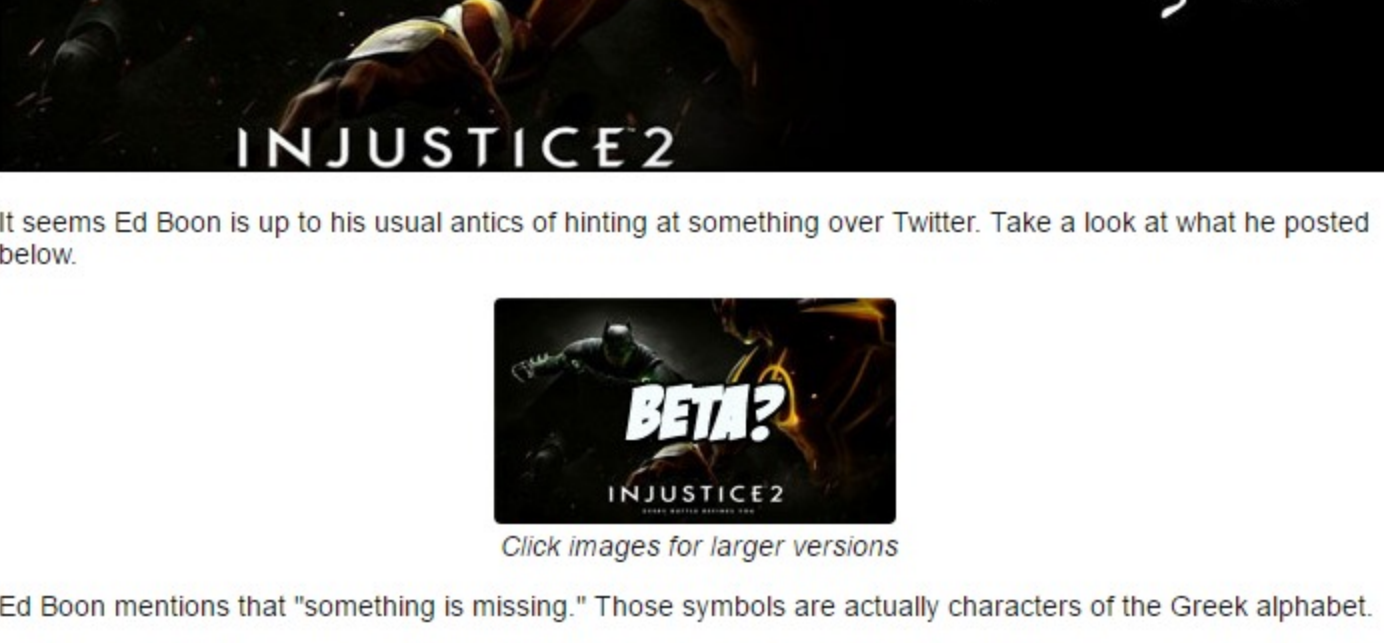 INJUSTICE 2
It seems Ed Boon is up to his usual antics of hinting at something over Twitter. Take a look at what he posted
below.
BETA?
INJUSTICE 2
Click images for larger versions
Ed Boon mentions that "something is missing." Those symbols are actually characters of the Greek alphabet.